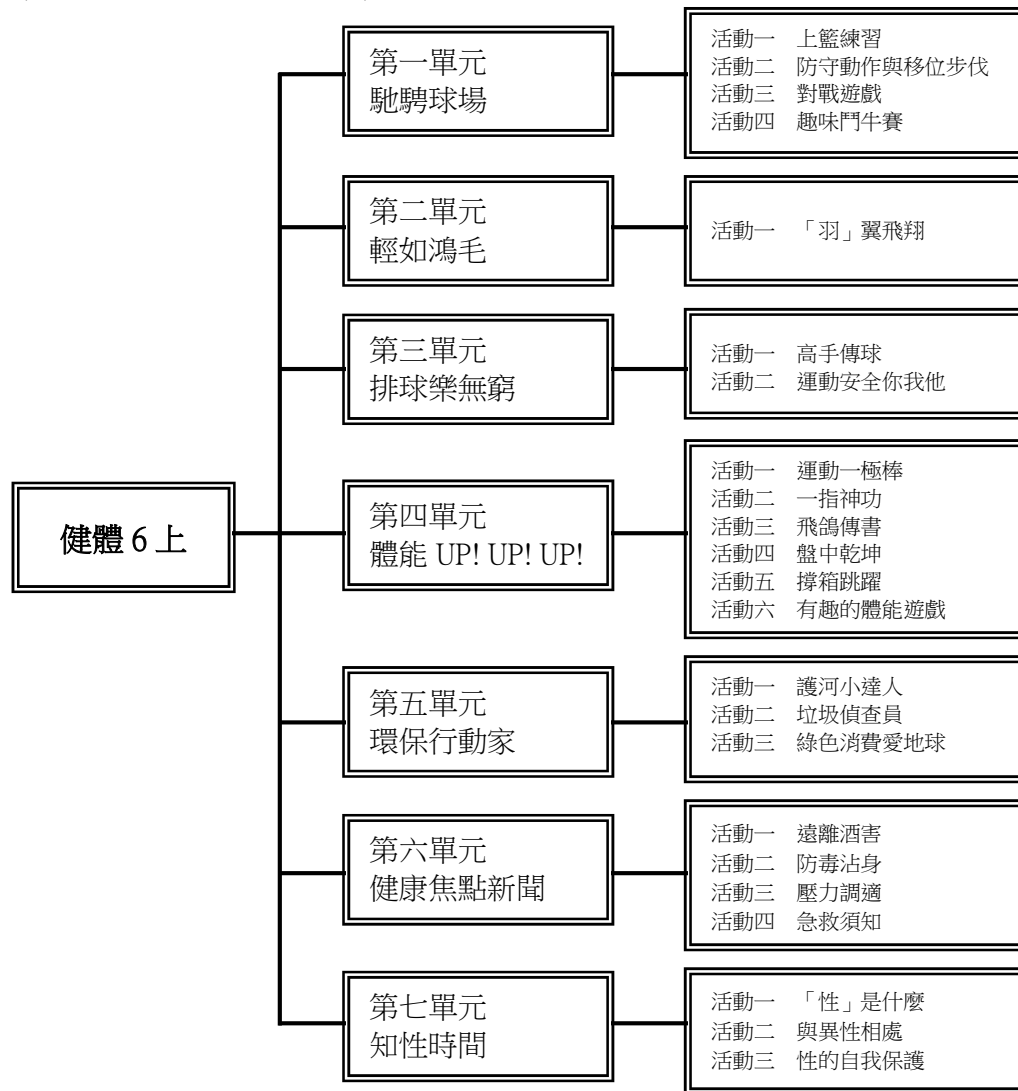 第一單元
馳騁球場
活動一 上籃練習
活動二 防守動作與移位步伐
活動三 對戰遊戲
活動四 趣味鬥牛賽
第二單元
輕如鴻毛
活動一 「羽」翼飛翔
第三單元
排球樂無窮
活動一 高手傳球
活動二 運動安全你我他
健體 6 上
第四單元
體能 UP! UP! UP!
活動一 運動一極棒
活動二 一指神功
活動三 飛鴿傳書
活動四 盤中乾坤
活動五 撐箱跳躍
活動六 有趣的體能遊戲
第五單元
環保行動家
活動一 護河小達人
活動二 垃圾偵查員
活動三 綠色消費愛地球
第六單元
健康焦點新聞
活動一 遠離酒害
活動二 防毒沾身
活動三 壓力調適
活動四 急救須知
第七單元
知性時間
活動一 「性」是什麼
活動二 與異性相處
活動三 性的自我保護